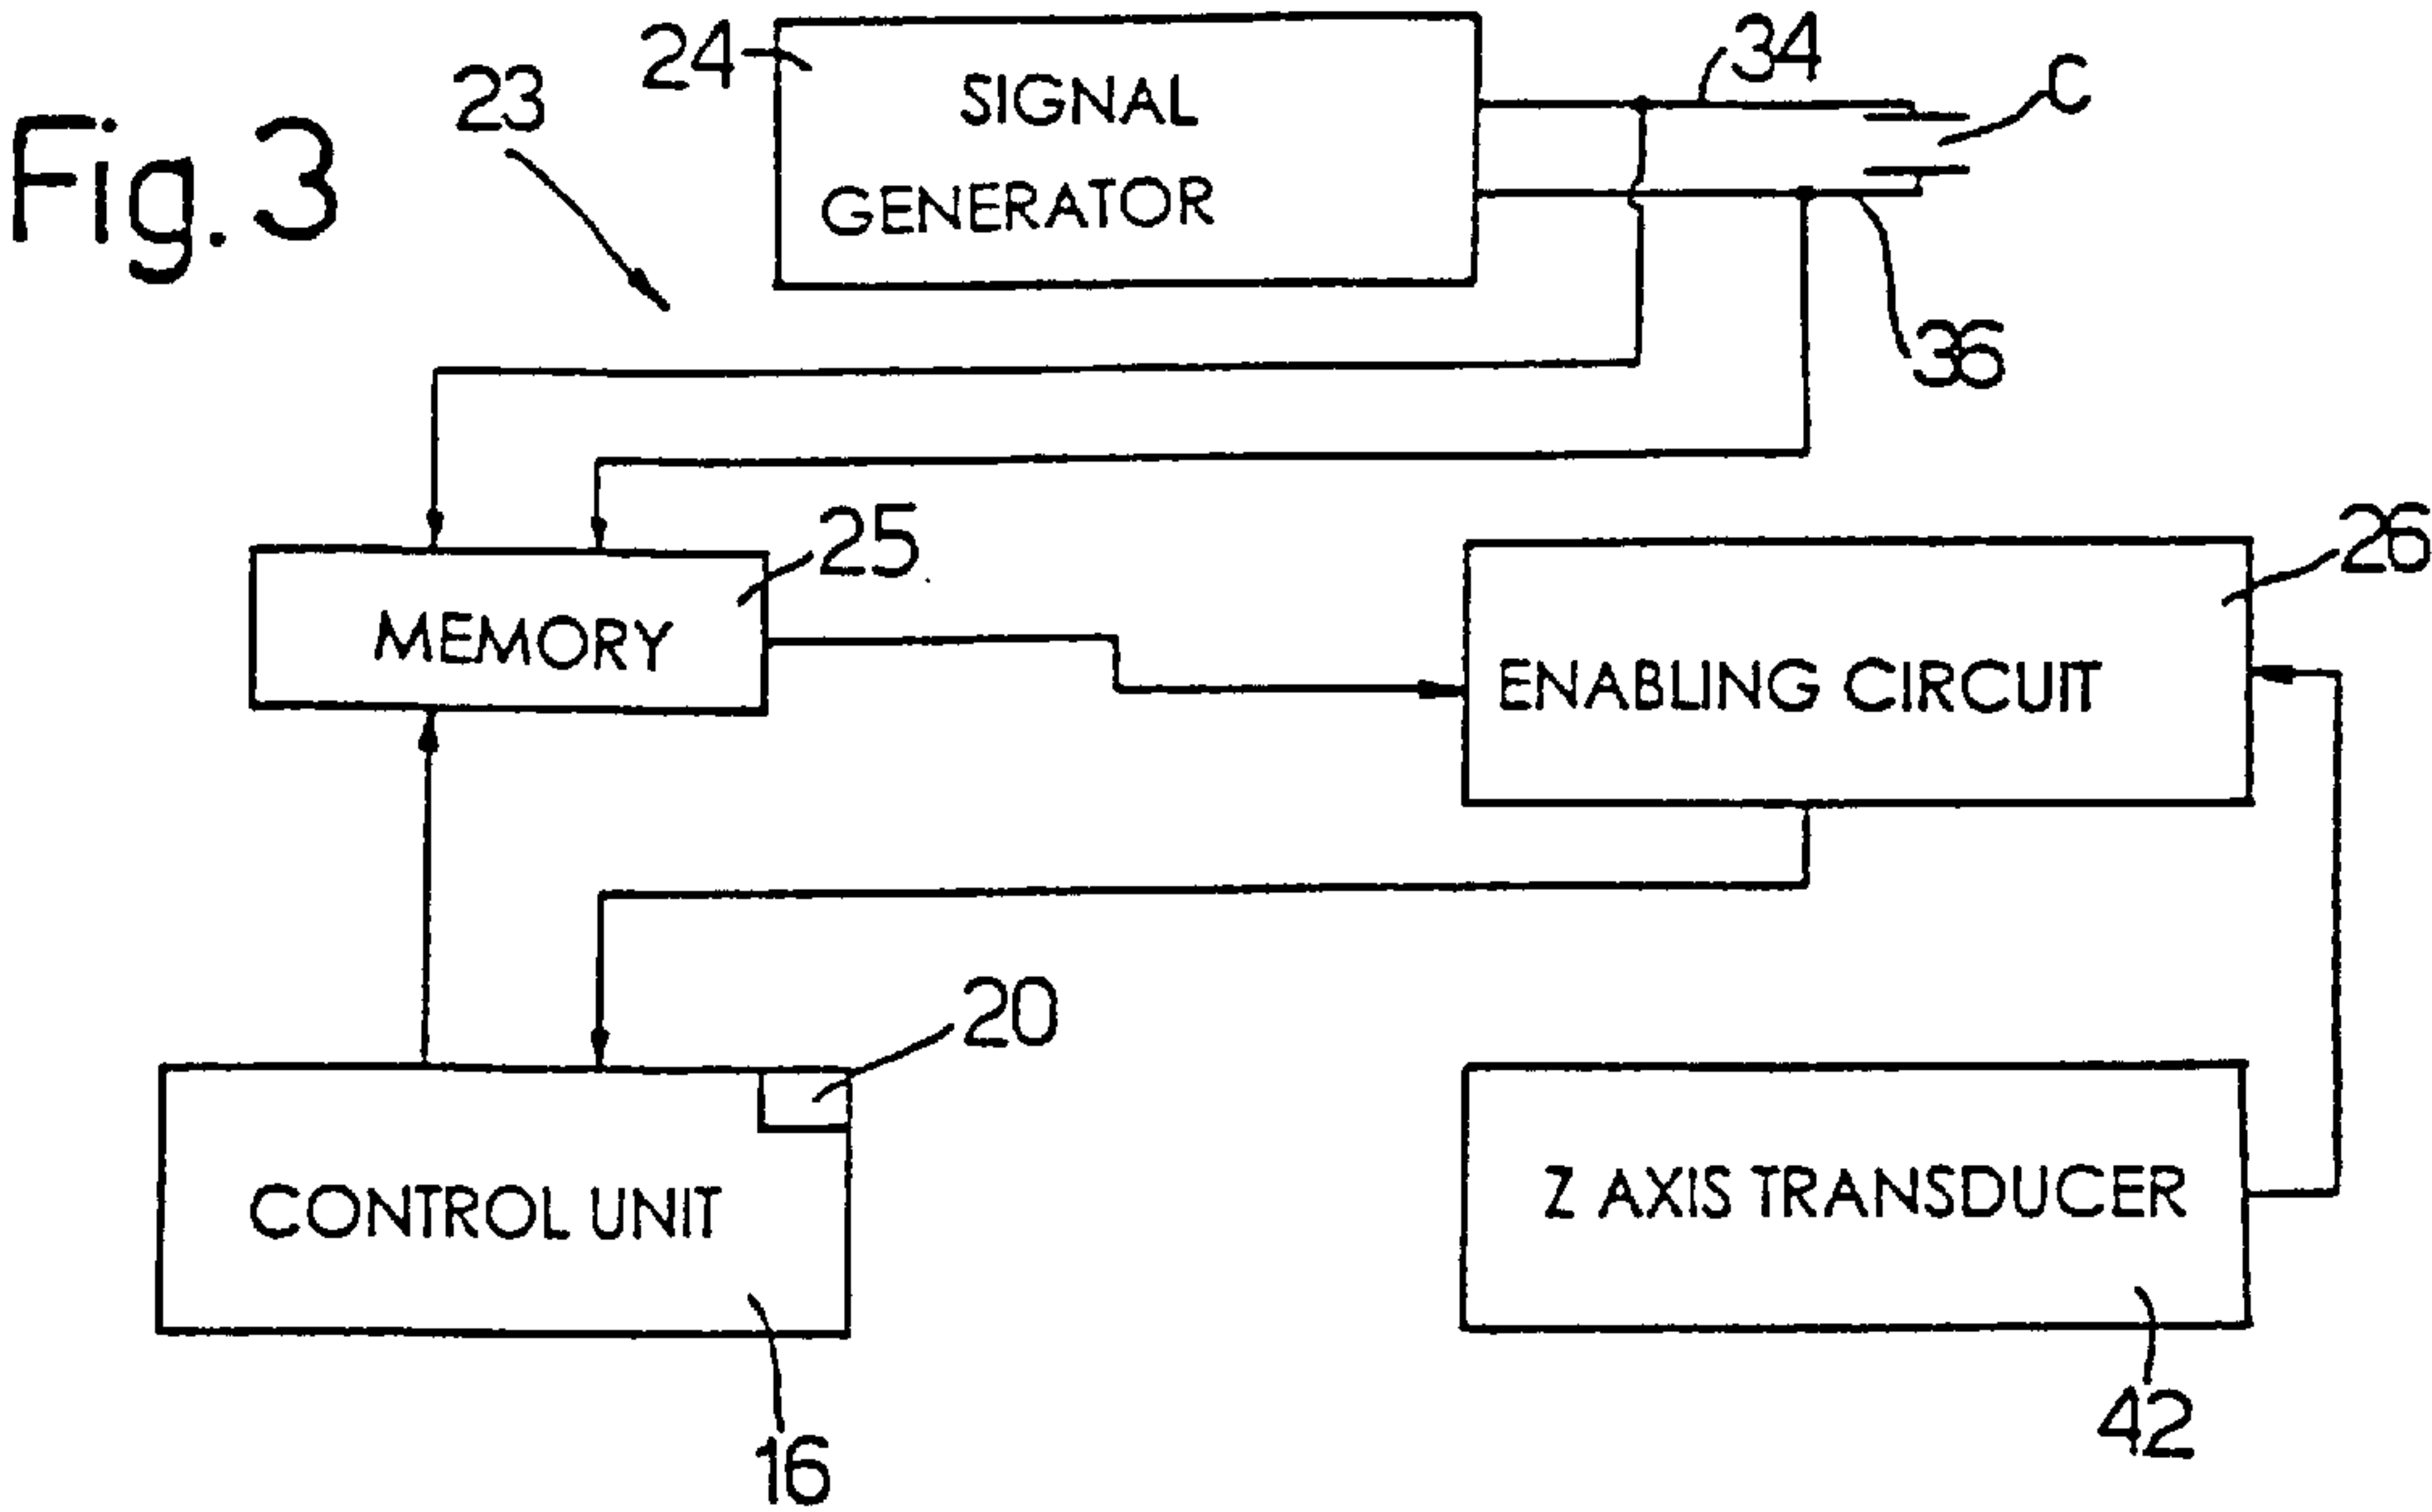 Fig.3
23
24
SIGNAL
GENERATOR
34
C
36
25
MEMORY
26
ENABLING CIRCUIT
20
CONTROL UNIT
16
Z AXIS TRANSDUCER
42